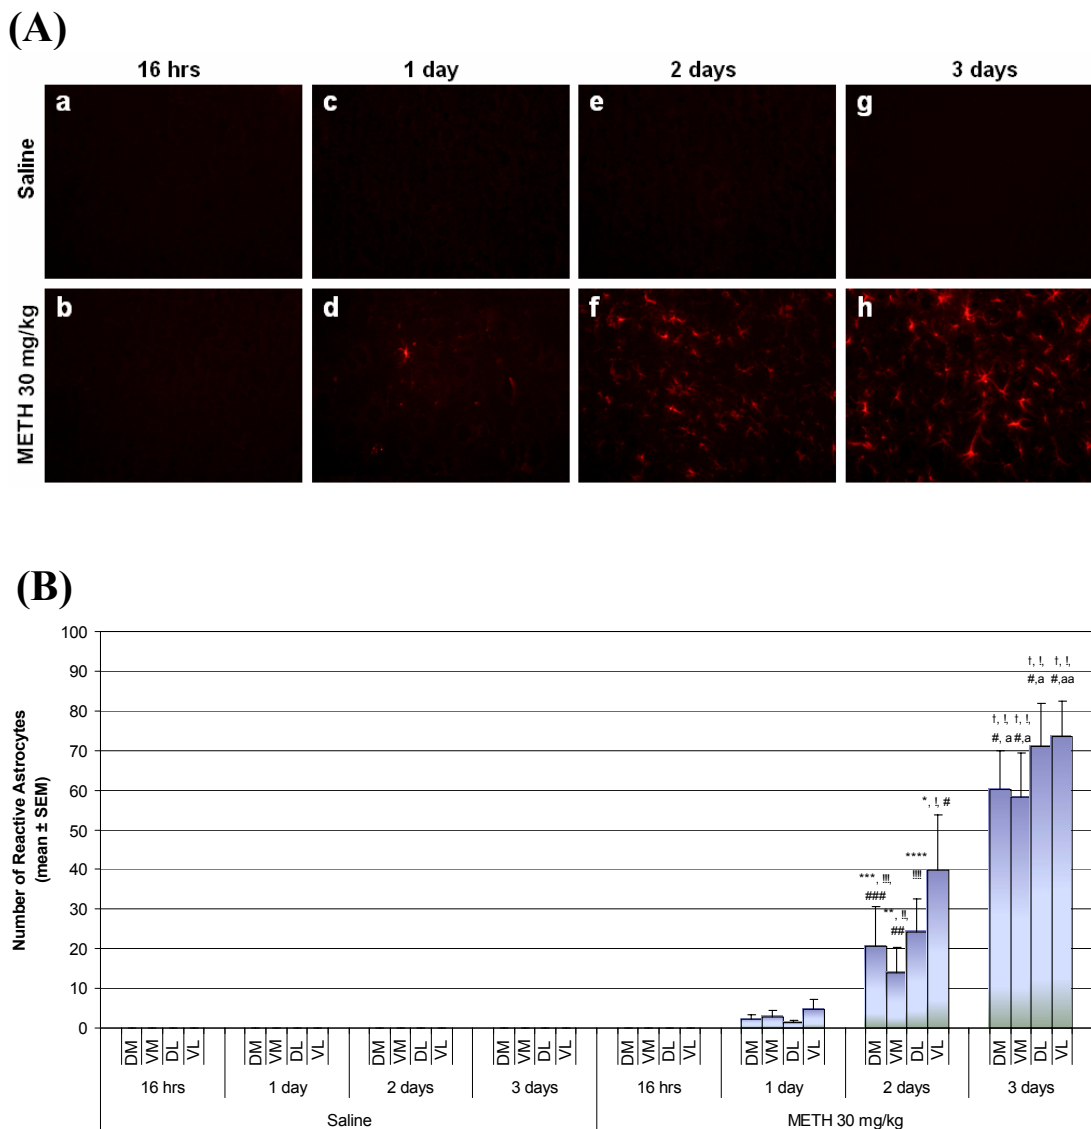 (A)
16 hrs 1 day 2 days 3 days
Saline
a c e g
METH 30 mg/kg
b d f h
(B)
Number of Reactive Astrocytes
(mean ± SEM)
100
90
80
70
60
50
40
30
20
10
0
***, !!!,
###
**, !!,
##
****
!!!!
*, !, #
†, !,
#, a
†, !,
#,a
†, !,
#,a
†, !,
#,aa
DM VM DL VL DM VM DL VL DM VM DL VL DM VM DL VL DM VM DL VL DM VM DL VL DM VM DL VL DM VM DL VL
16 hrs 1 day 2 days 3 days 16 hrs 1 day 2 days 3 days
Saline METH 30 mg/kg